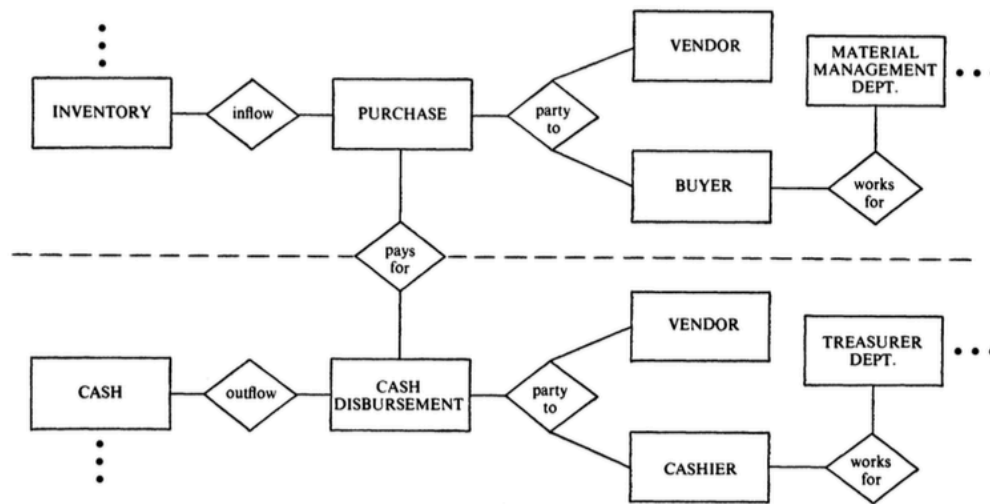 VENDOR
MATERIAL
MANAGEMENT
DEPT.
INVENTORY
inflow
PURCHASE
party
to
BUYER
works
for
pays
for
VENDOR
TREASURER
DEPT.
CASH
outflow
CASH
DISBURSEMENT
party
to
CASHIER
works
for